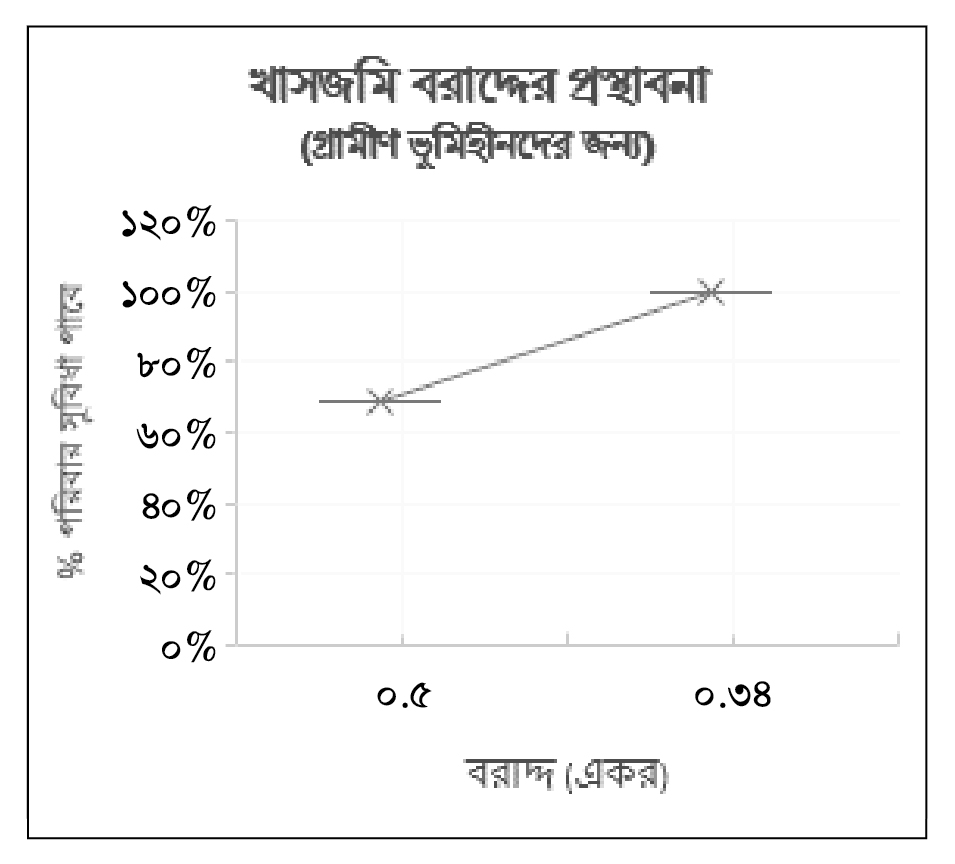 খাসজমি বরাদ্দের প্রস্থাবনা
(গ্রামীণ ভূমিহীনদের জন্য)
১২০%
১০০%
৮০%
৬০%
৪০%
২০%
০%
% পরিবার সুবিধা পাবে
০.৫
০.৩৪
বরাদ্দ (একর)